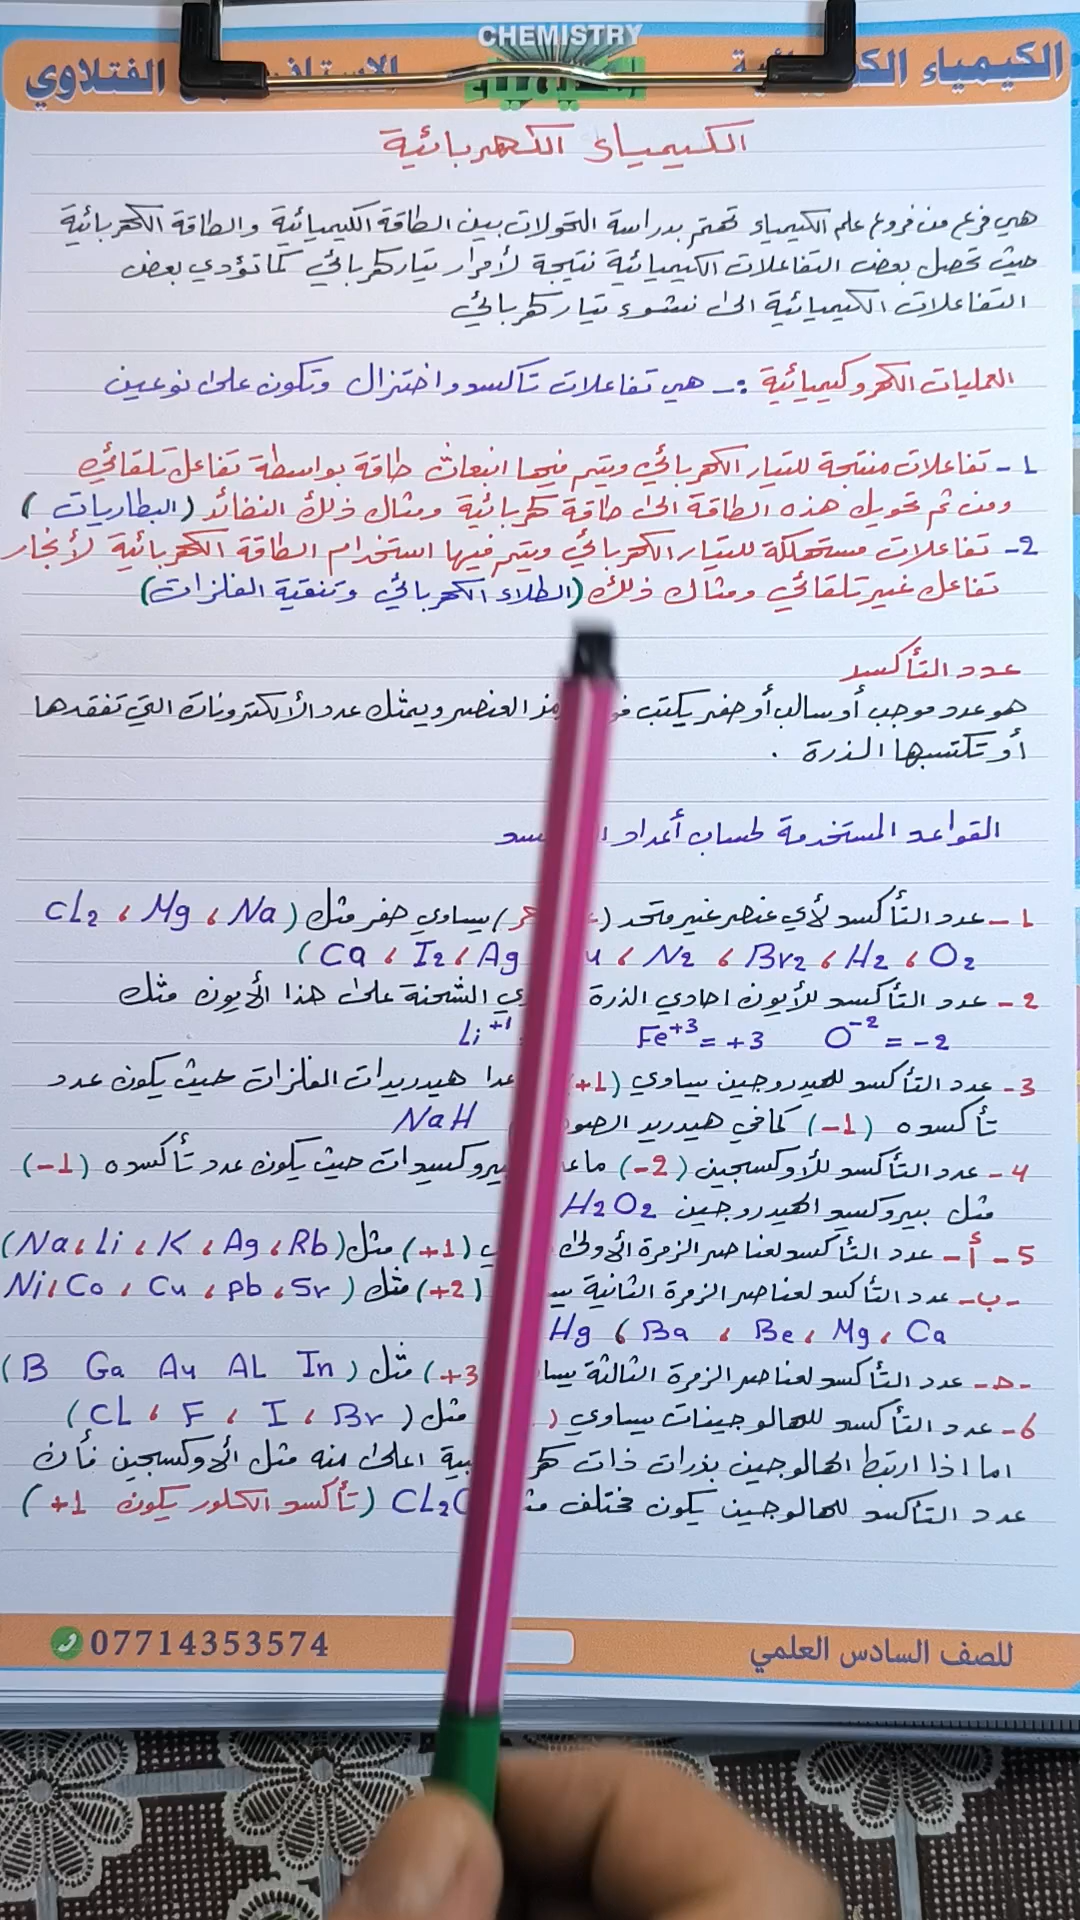 CHEMISTRY
الكيمياء
الفتلاوي
الكيمياء الكهربائية
هي فرع من فروع علم الكيمياء تهتم بدراسة التحولات بين الطاقة الكيميائية والطاقة الكهربائية
حيث تحصل بعض التفاعلات الكيميائية نتيجة لأمرار تيار كهربائي كما تؤدي بعض
التفاعلات الكيميائية الى نشوء تيار كهربائي
العمليات الكهروكيميائية :- هي تفاعلات تأكسد واختزال وتكون على نوعين
1- تفاعلات منتجة للتيار الكهربائي ويتم فيها انبعاث طاقة بواسطة تفاعل تلقائي
ومن ثم تحويل هذه الطاقة الى طاقة كهربائية ومثال ذلك النضائد (البطاريات)
2- تفاعلات مستهلكة للتيار الكهربائي ويتم فيها استخدام الطاقة الكهربائية لأنجاز
تفاعل غير تلقائي ومثال ذلك (الطلاء الكهربائي وتنقية الفلزات)
عدد التأكسد
هو عدد موجب أو سالب أو صفر يكتب العنصر ويمثل عدد الألكترونات التي تفقدها
أو تكتسبها الذرة .
القواعد المستخدمة لحساب أعداد
1- عدد التأكسد لأي عنصر غير متحد ( ) يساوي صفر مثل (Na ، Mg ، CL2
O2 ، H2 ، Br2 ، N2 ، Ag ، I2 ، Ca)
2- عدد التأكسد للأيون احادي الذرة الشحنة على هذا الأيون مثل
O⁻² = -2 Fe⁺³ = +3 Li⁺¹
3- عدد التأكسد للهيدروجين يساوي (+1) هيدريدات الفلزات حيث يكون عدد
تأكسده (-1) كما في هيدريد NaH
4- عدد التأكسد للأوكسجين (-2) حيث يكون عدد تأكسده (-1)
مثل بيروكسيد الهيدروجين H2O2
5- أ- عدد التأكسد لعناصر الزمرة الأولى (+1) مثل (Na ، Li ، K ، Ag ، Rb)
-ب- عدد التأكسد لعناصر الزمرة الثانية (+2) مثل (Ni ، Co ، Cu ، Pb ، Sr
Hg ، Ba ، Be ، Mg ، Ca
-ج- عدد التأكسد لعناصر الزمرة الثالثة (+3) مثل (B Ga Au AL In)
6- عدد التأكسد للهالوجينات يساوي ( مثل (CL ، F ، I ، Br)
اما اذا ارتبط الهالوجين بذرات ذات اعلى منه مثل الأوكسجين فأن
عدد التأكسد للهالوجين يكون مختلف (تأكسد الكلور يكون +1)
07714353574
للصف السادس العلمي